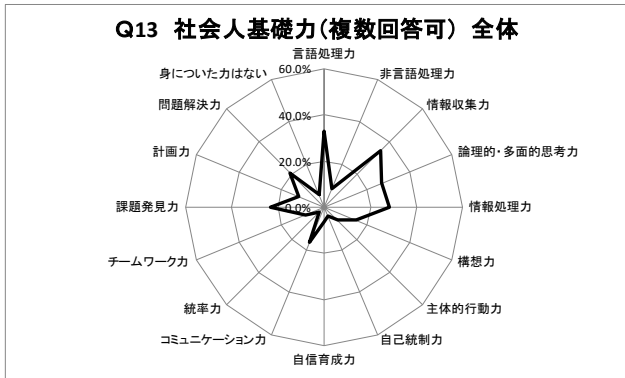 Q13 社会人基礎力（複数回答可） 全体
言語処理力
非言語処理力
情報収集力
論理的・多面的思考力
情報処理力
構想力
主体的行動力
自己統制力
自信育成力
コミュニケーション力
統率力
チームワーク力
課題発見力
計画力
問題解決力
身についた力はない
60.0%
40.0%
20.0%
0.0%